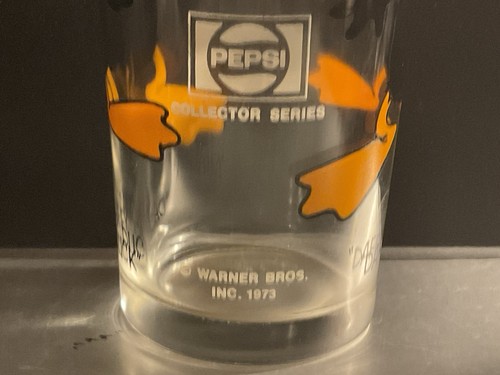 PEPSI
COLLECTOR SERIES
© WARNER BROS.
INC. 1973